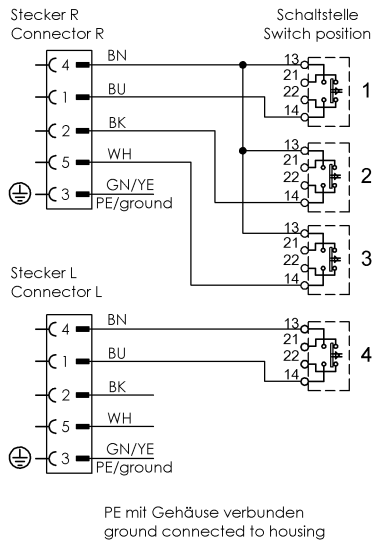 Stecker R
Connector R
Schaltstelle
Switch position
4 BN
1 BU
2 BK
5 WH
3 GN/YE
PE/ground
13
21
22
14
1
13
21
22
14
2
13
21
22
14
3
Stecker L
Connector L
4 BN
1 BU
2 BK
5 WH
3 GN/YE
PE/ground
13
21
22
14
4
PE mit Gehäuse verbunden
ground connected to housing